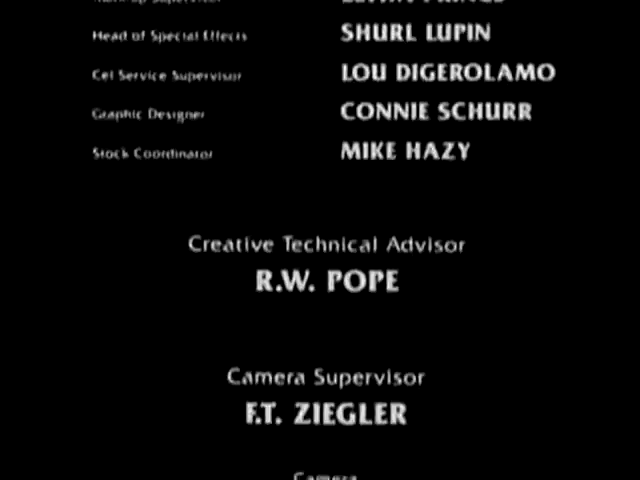 Head of Special Effects SHURL LUPIN
Cel Service Supervisor LOU DIGEROLAMO
Graphic Designer CONNIE SCHURR
Stock Coordinator MIKE HAZY
Creative Technical Advisor
R.W. POPE
Camera Supervisor
F.T. ZIEGLER
Camera